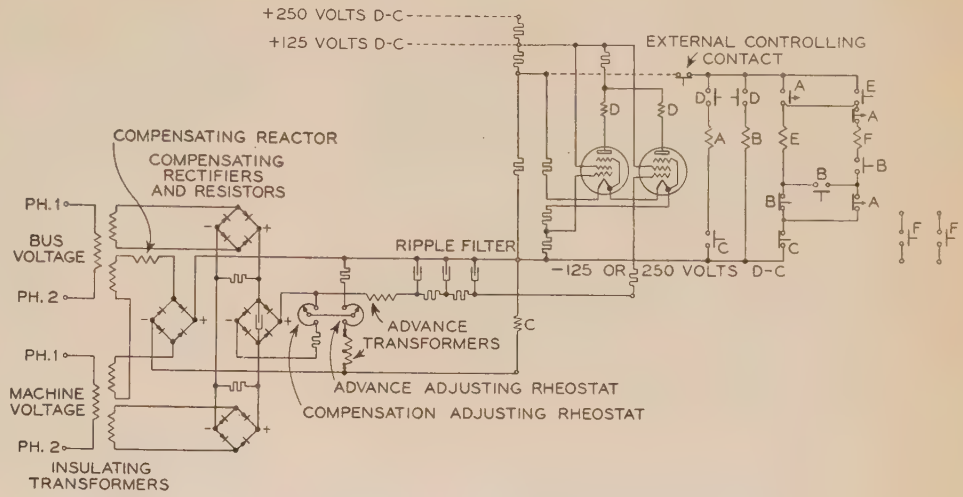 +250 VOLTS D-C
+125 VOLTS D-C
EXTERNAL CONTROLLING
CONTACT
COMPENSATING REACTOR
COMPENSATING
RECTIFIERS
AND RESISTORS
PH. 1
BUS
VOLTAGE
PH. 2
PH. 1
MACHINE
VOLTAGE
PH. 2
INSULATING
TRANSFORMERS
RIPPLE FILTER
-125 OR 250 VOLTS D-C
ADVANCE
TRANSFORMERS
ADVANCE ADJUSTING RHEOSTAT
COMPENSATION ADJUSTING RHEOSTAT
D
D
D
D
A
E
A
A
B
E
F
B
B
B
A
C
C
F
F
C
- +
- +
- +
- +